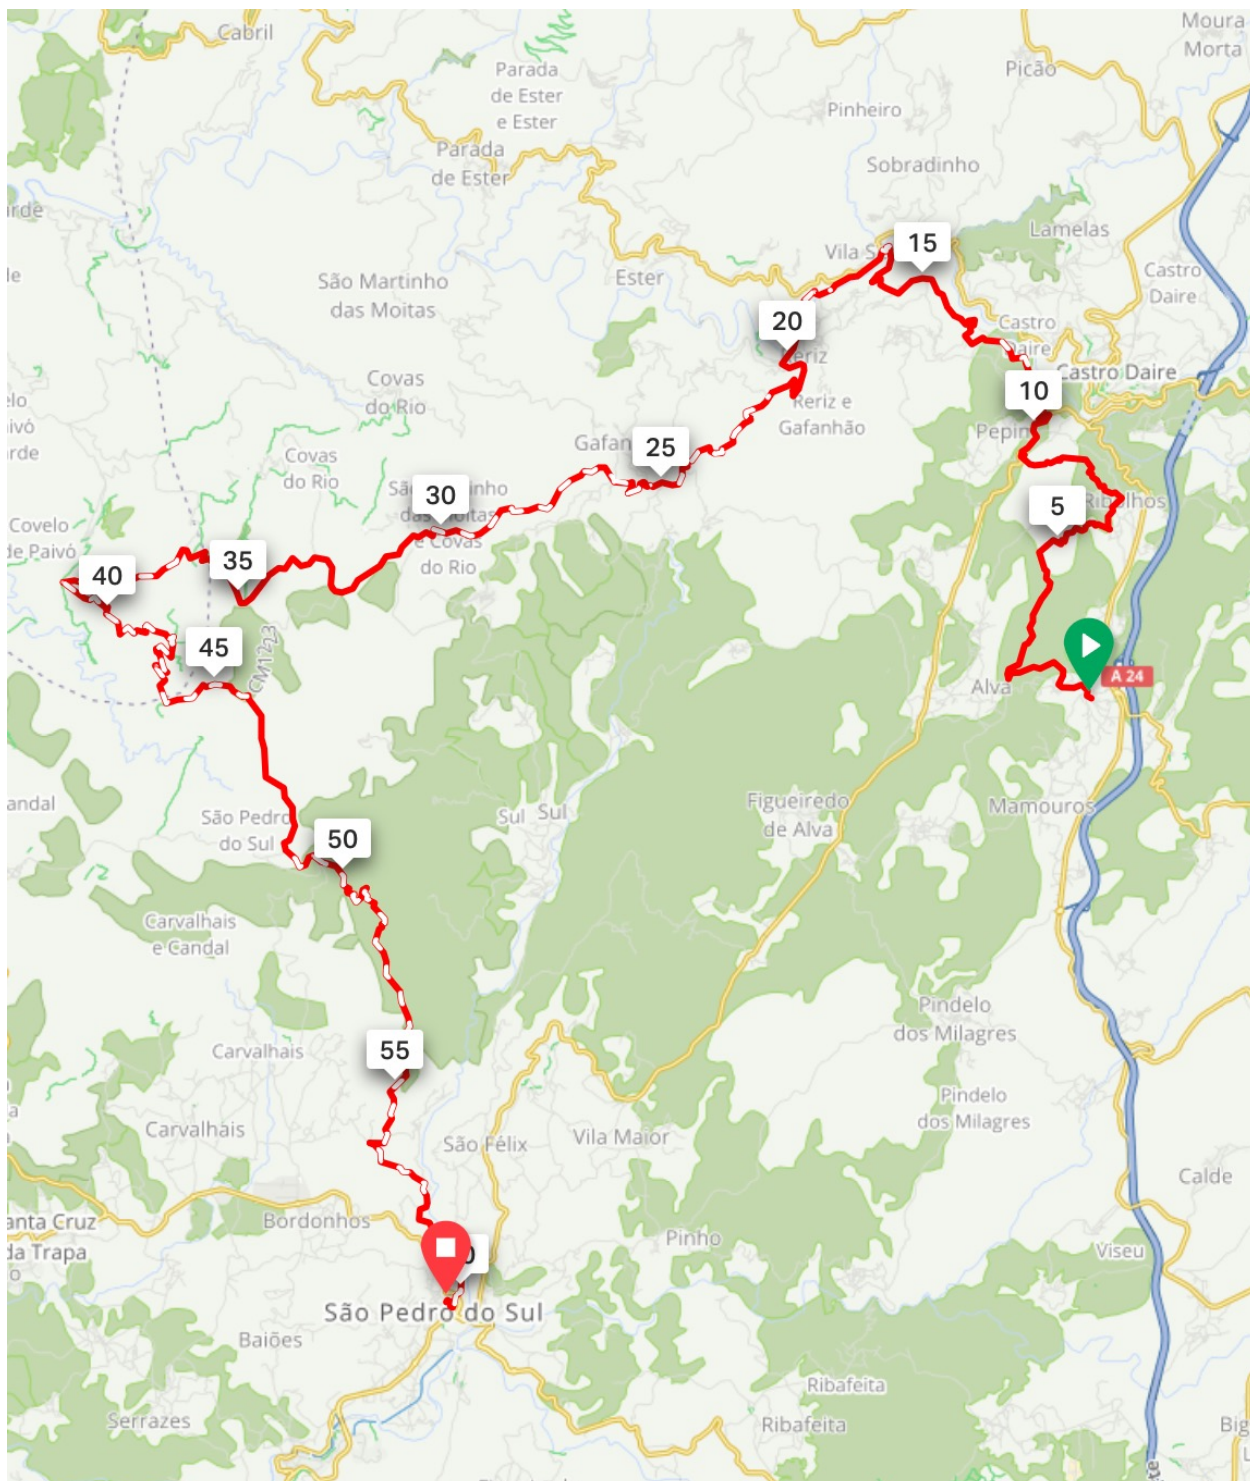 Moura
Morta
Cabril
Picão
Parada
de Ester
e Ester
Pinheiro
Parada
de Ester
Sobradinho
Lamelas
15
Castro
Daire
Ester
São Martinho
das Moitas
20
Castro
Daire
Castro Daire
Covas
do Rio
10
Reriz e
Gafanhão
25
Covas
do Rio
30
5
Covelo
de Paivó
e Covas
do Rio
35
40
45
CM1223
Alva
A 24
São Pedro
do Sul
50
Sul
Sul
Figueiredo
de Alva
Mamouros
Carvalhais
e Candal
Pindelo
dos Milagres
Carvalhais
55
Pindelo
dos Milagres
Carvalhais
São Félix
Vila Maior
Calde
Bordonhos
da Trapa
Pinho
Viseu
São Pedro do Sul
Baiões
Ribafeita
Serrazes
Ribafeita